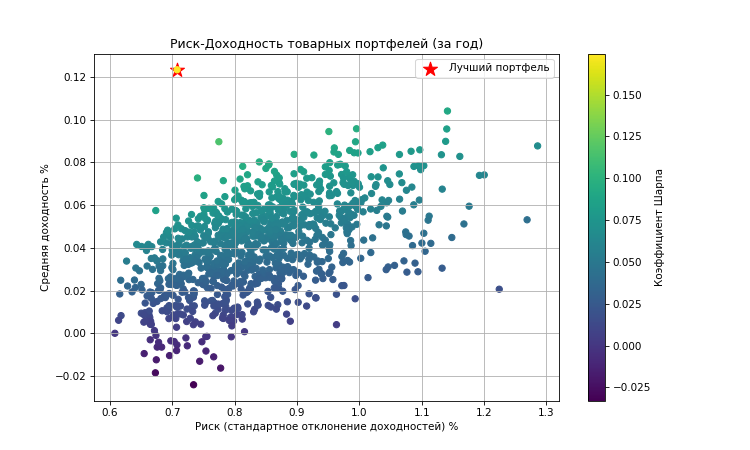 Риск-Доходность товарных портфелей (за год)
Лучший портфель
Средняя доходность %
0.12
0.10
0.08
0.06
0.04
0.02
0.00
−0.02
0.6 0.7 0.8 0.9 1.0 1.1 1.2 1.3
Риск (стандартное отклонение доходностей) %
0.150
0.125
0.100
0.075
0.050
0.025
0.000
−0.025
Коэффициент Шарпа